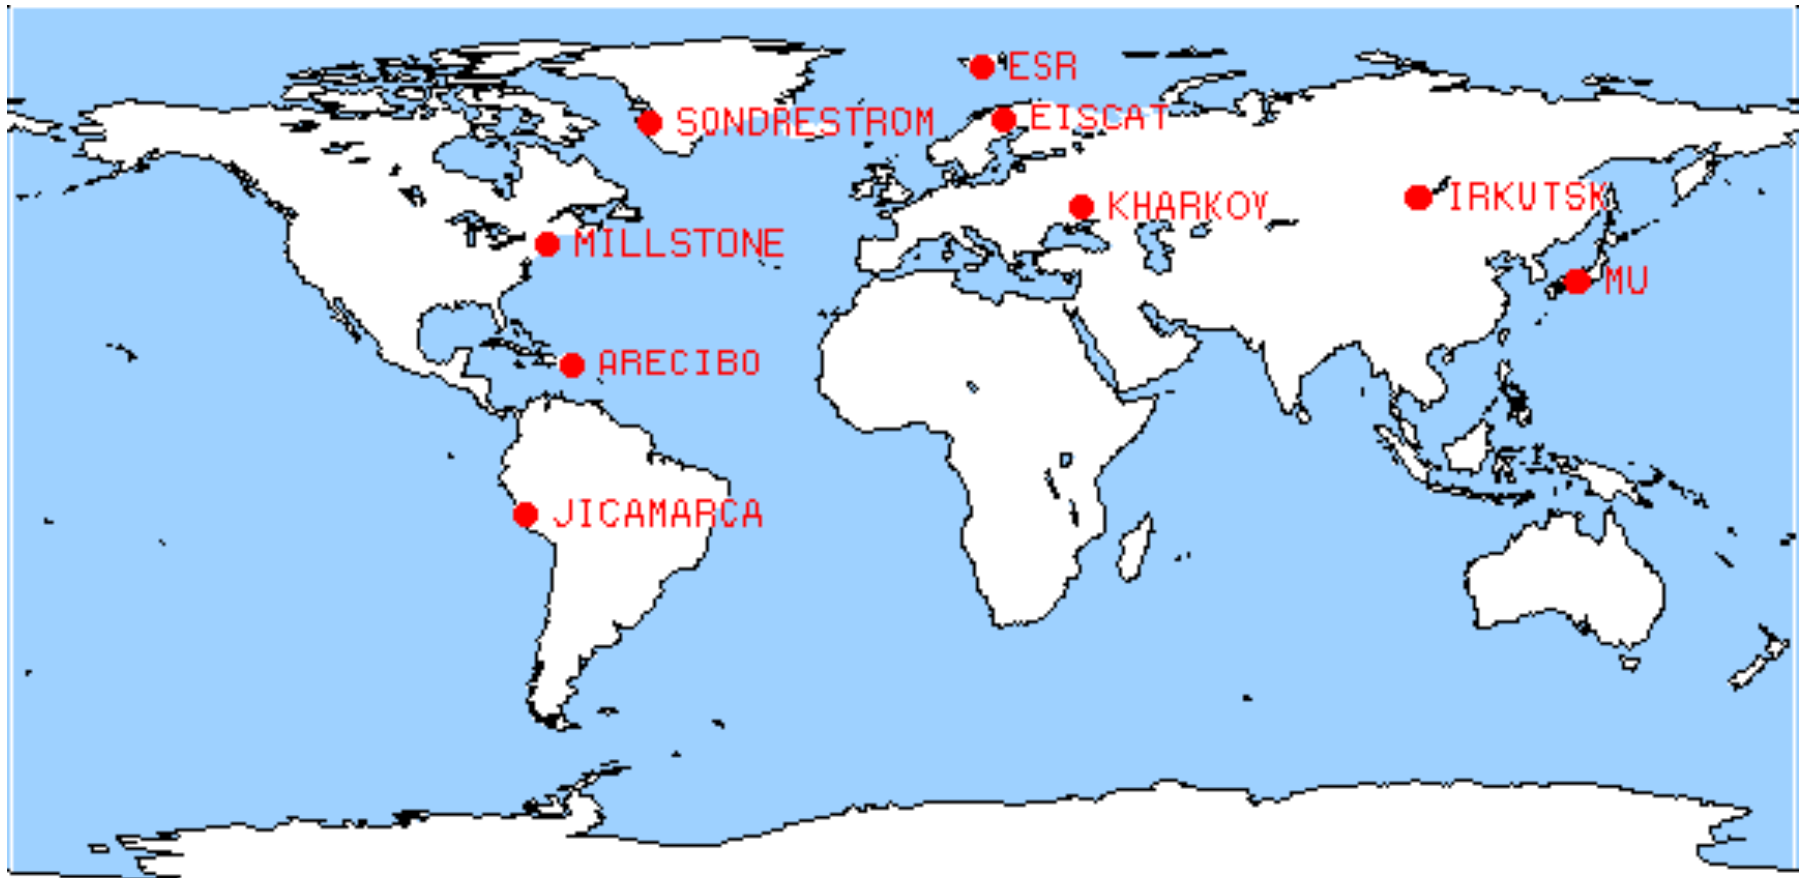 ESR
SONDRESTROM
EISCAT
KHARKOV
IRKUTSK
MILLSTONE
MU
ARECIBO
JICAMARCA